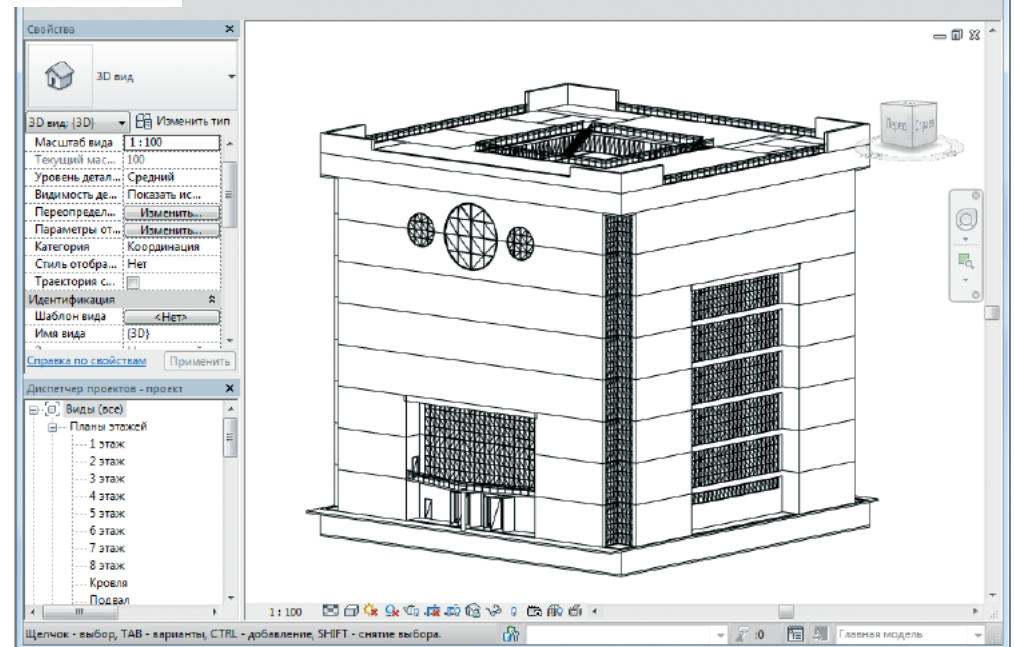 Свойства
3D вид
3D вид: {3D}
Изменить тип
Масштаб вида 1 : 100
Текущий мас... 100
Уровень детал... Средний
Видимость де... Показать ис...
Переопредел... Изменить...
Параметры от... Изменить...
Категория Координация
Стиль отобра... Нет
Траектория с...
Идентификация
Шаблон вида <Нет>
Имя вида {3D}
Справка по свойствам Применить
Диспетчер проектов - проект
Виды (все)
Планы этажей
1 этаж
2 этаж
3 этаж
4 этаж
5 этаж
6 этаж
7 этаж
8 этаж
Кровля
Подвал
Перед
1 : 100
Щелчок - выбор, TAB - варианты, CTRL - добавление, SHIFT - снятие выбора.
:0
Главная модель